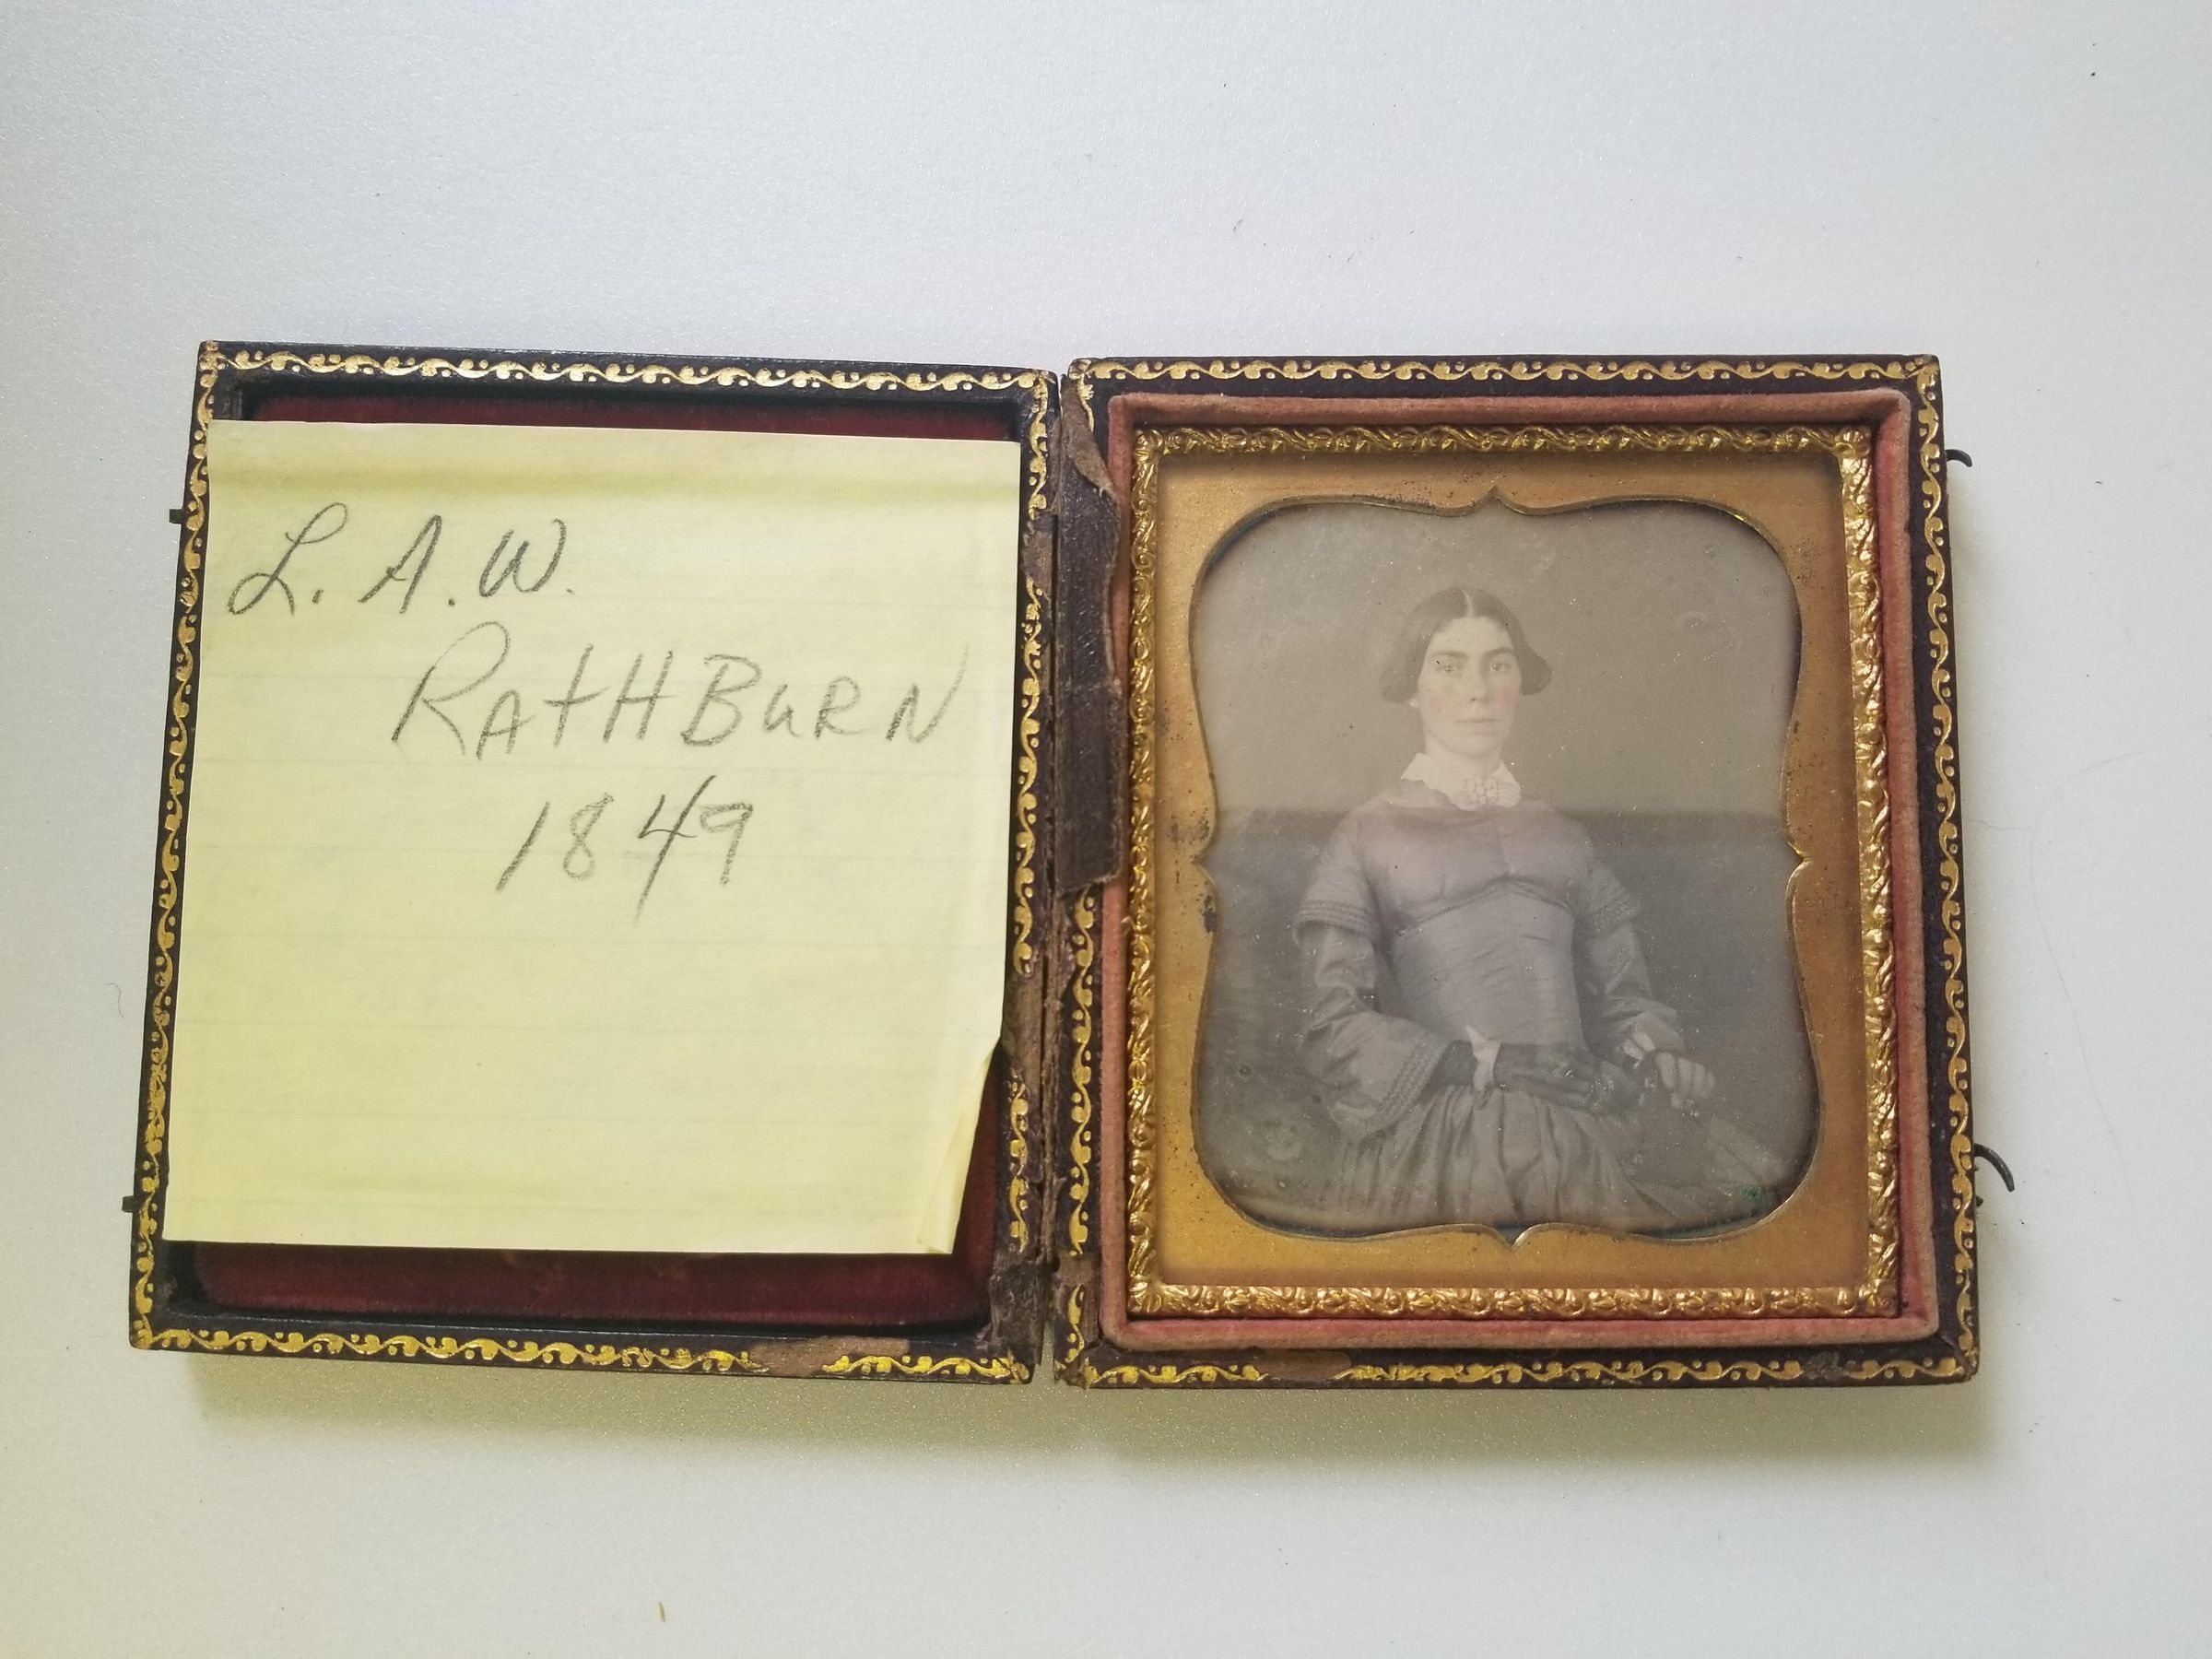 L. A. W.
RATHBURN
1849